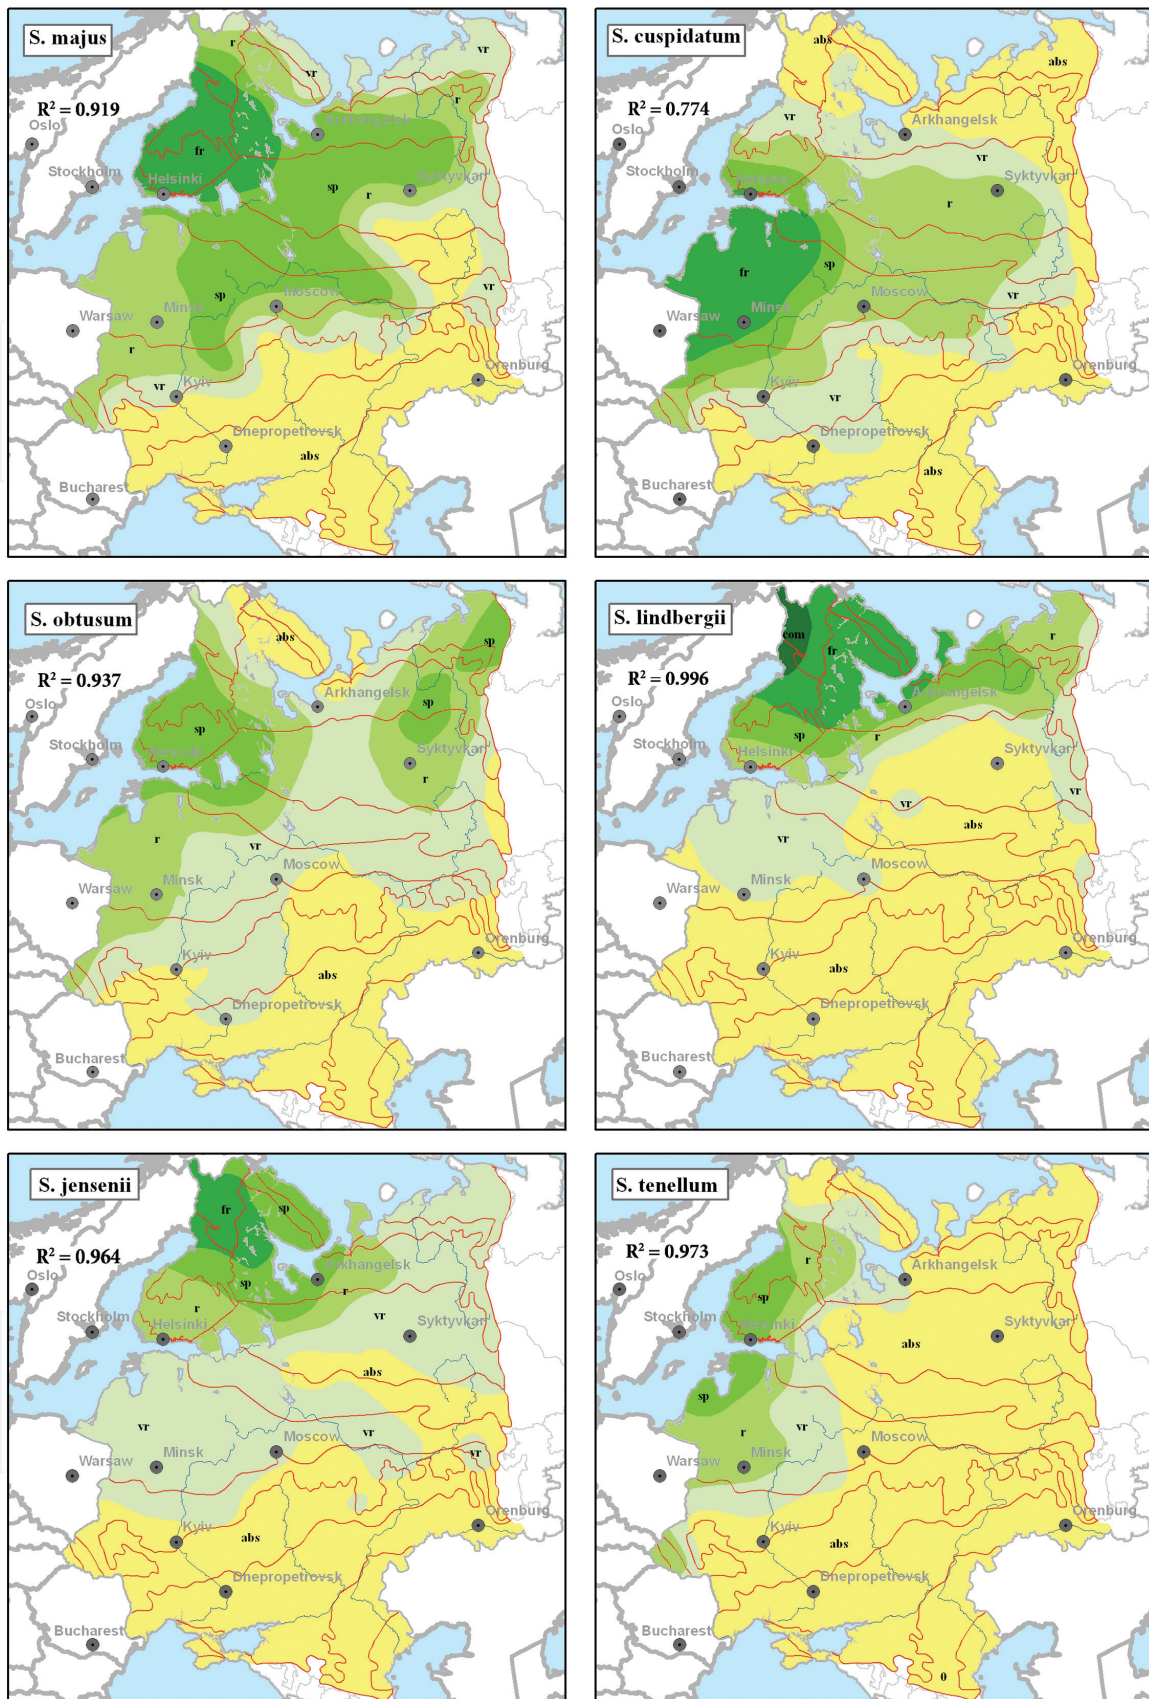 S. majus
R² = 0.919
r
vr
vr
r
Oslo
Arkhangelsk
fr
Stockholm
Helsinki
sp
r
Syktyvkar
sp
Moscow
vr
Warsaw
Minsk
r
vr
Kyiv
Orenburg
Dnepropetrovsk
abs
Bucharest
S. cuspidatum
R² = 0.774
abs
abs
Oslo
vr
Arkhangelsk
vr
Stockholm
Helsinki
Syktyvkar
r
fr
sp
vr
Warsaw
Minsk
Moscow
Orenburg
Kyiv
vr
Dnepropetrovsk
abs
Bucharest
S. obtusum
R² = 0.937
abs
sp
Oslo
Arkhangelsk
sp
sp
Stockholm
Helsinki
Syktyvkar
r
r
vr
Moscow
Warsaw
Minsk
Orenburg
Kyiv
abs
Dnepropetrovsk
Bucharest
S. lindbergii
R² = 0.996
com
fr
r
Oslo
Arkhangelsk
sp
r
Stockholm
Helsinki
Syktyvkar
vr
vr
abs
vr
Moscow
Warsaw
Minsk
Orenburg
Kyiv
abs
Dnepropetrovsk
Bucharest
S. jensenii
R² = 0.964
fr
sp
Oslo
Arkhangelsk
sp
r
r
vr
Stockholm
Helsinki
Syktyvkar
abs
vr
vr
Moscow
vr
Warsaw
Minsk
Orenburg
Kyiv
abs
Dnepropetrovsk
Bucharest
S. tenellum
R² = 0.973
r
Oslo
Arkhangelsk
sp
Stockholm
Helsinki
Syktyvkar
abs
sp
r
vr
Moscow
Warsaw
Minsk
Orenburg
Kyiv
abs
Dnepropetrovsk
Bucharest
0